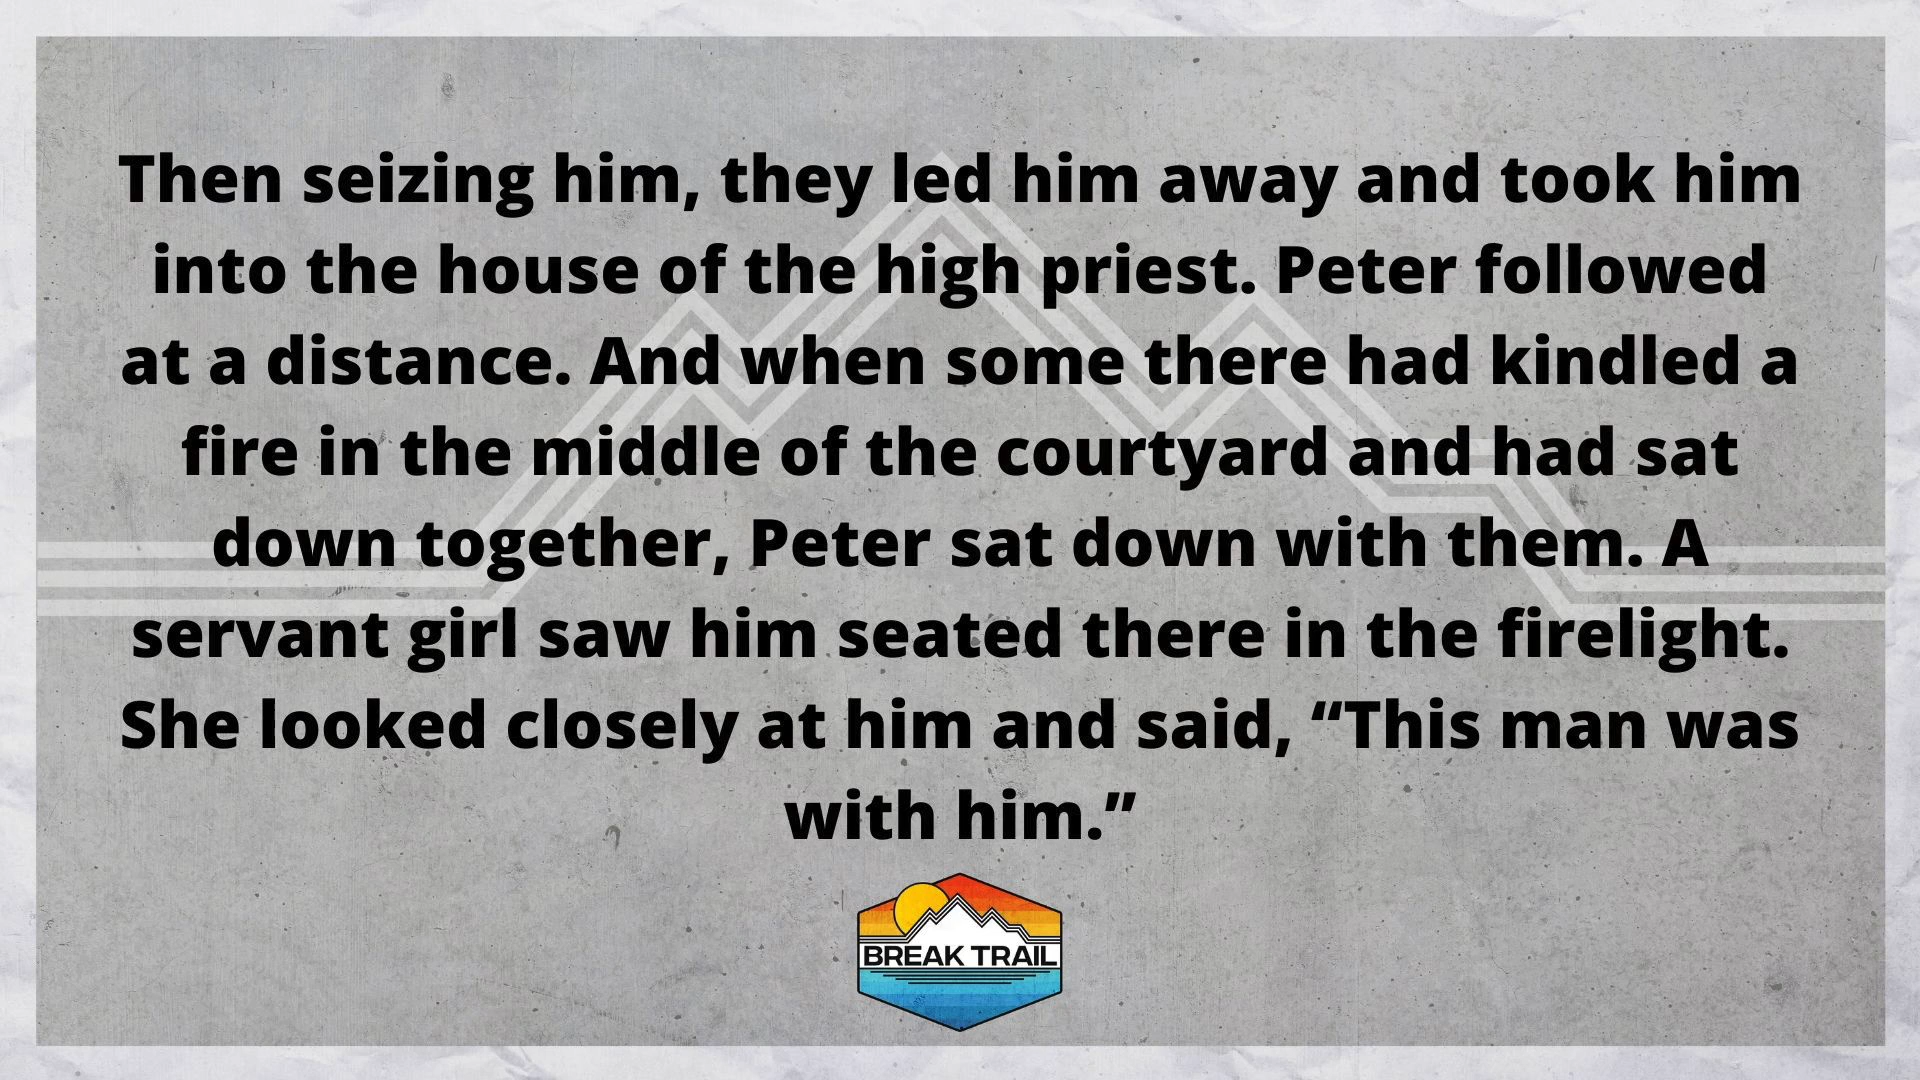 Then seizing him, they led him away and took him
into the house of the high priest. Peter followed
at a distance. And when some there had kindled a
fire in the middle of the courtyard and had sat
down together, Peter sat down with them. A
servant girl saw him seated there in the firelight.
She looked closely at him and said, “This man was
with him.”
BREAK TRAIL